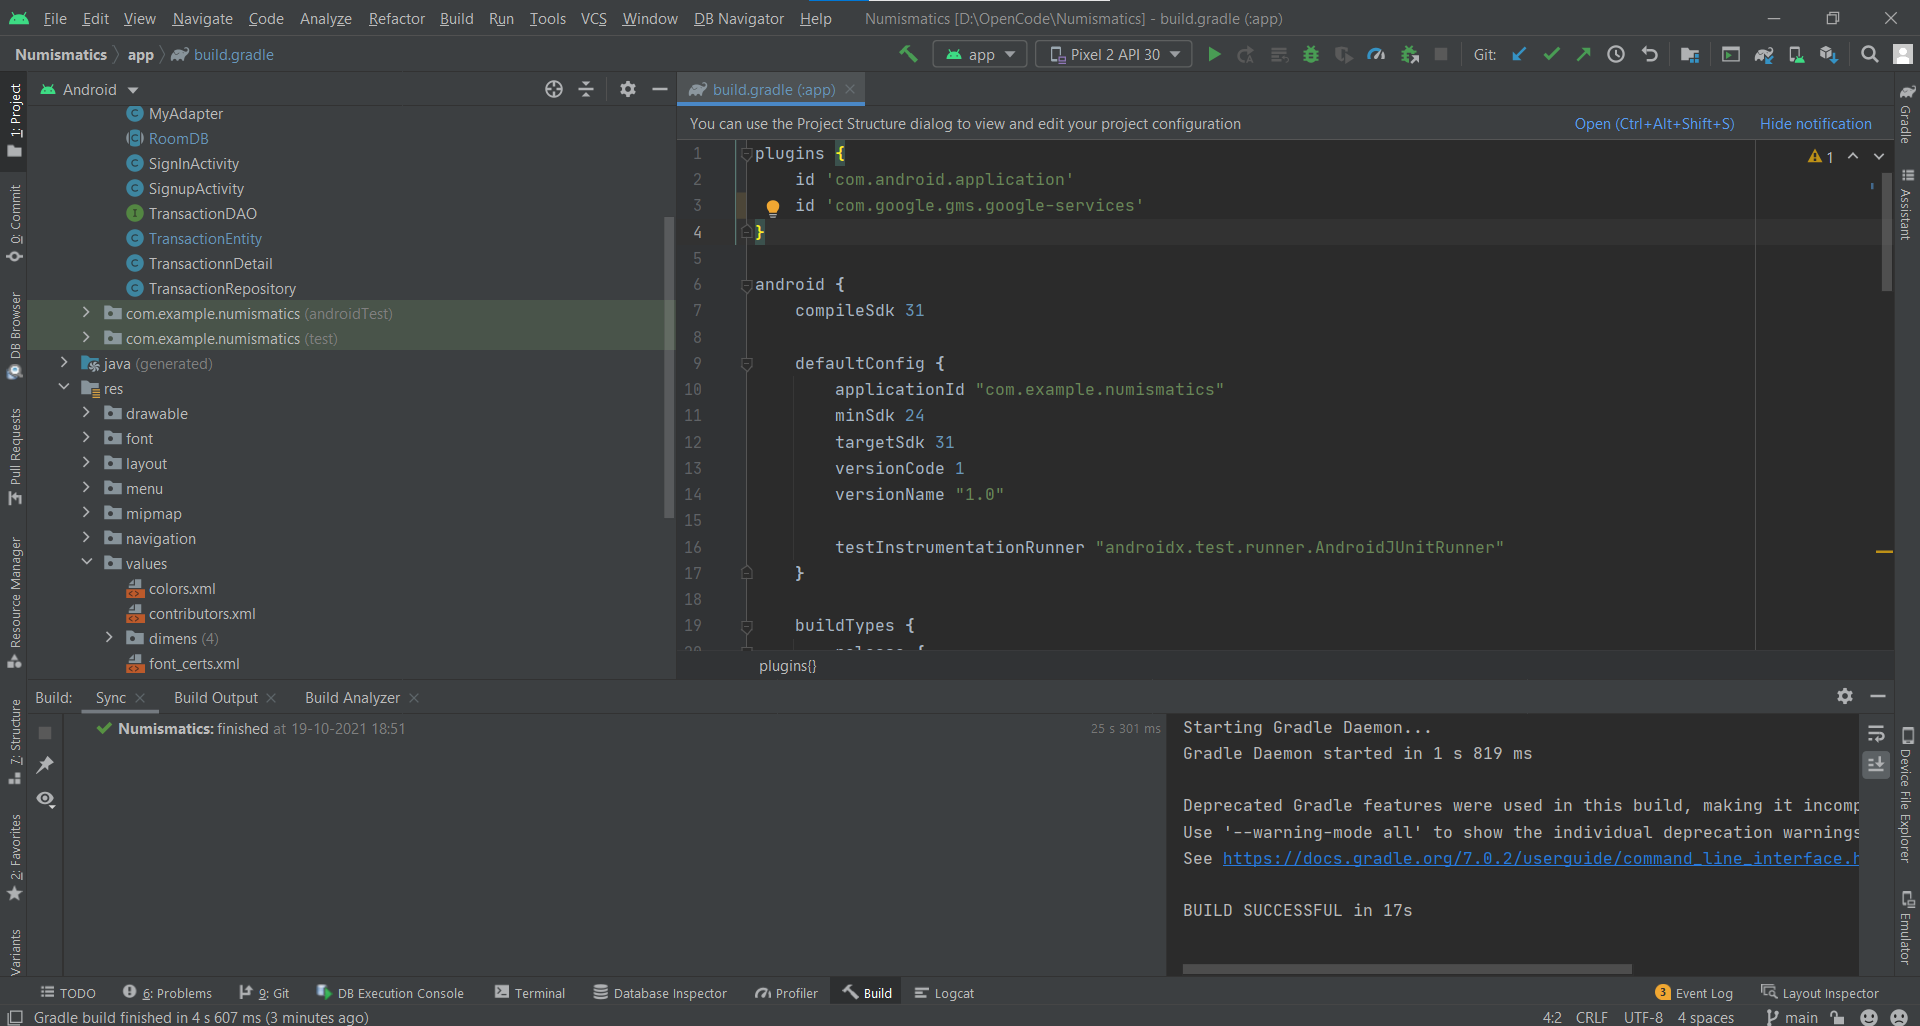 File Edit View Navigate Code Analyze Refactor Build Run Tools VCS Window DB Navigator Help Numismatics [D:\OpenCode\Numismatics] - build.gradle (:app)
Numismatics app build.gradle app Pixel 2 API 30 Git:
1: Project
0: Commit
DB Browser
Pull Requests
Resource Manager
7: Structure
2: Favorites
Variants
Android
MyAdapter
RoomDB
SignInActivity
SignupActivity
TransactionDAO
TransactionEntity
TransactionnDetail
TransactionRepository
com.example.numismatics (androidTest)
com.example.numismatics (test)
java (generated)
res
drawable
font
layout
menu
mipmap
navigation
values
colors.xml
contributors.xml
dimens (4)
font_certs.xml
build.gradle (:app)
You can use the Project Structure dialog to view and edit your project configuration Open (Ctrl+Alt+Shift+S) Hide notification
1
1 plugins {
2 id 'com.android.application'
3 id 'com.google.gms.google-services'
4 }
5
6 android {
7 compileSdk 31
8
9 defaultConfig {
10 applicationId "com.example.numismatics"
11 minSdk 24
12 targetSdk 31
13 versionCode 1
14 versionName "1.0"
15
16 testInstrumentationRunner "androidx.test.runner.AndroidJUnitRunner"
17 }
18
19 buildTypes {
20 release {
plugins{}
Gradle
Assistant
Device File Explorer
Emulator
Build: Sync Build Output Build Analyzer
Numismatics: finished at 19-10-2021 18:51 25 s 301 ms
Starting Gradle Daemon...
Gradle Daemon started in 1 s 819 ms
Deprecated Gradle features were used in this build, making it incomp
Use '--warning-mode all' to show the individual deprecation warnings
See https://docs.gradle.org/7.0.2/userguide/command_line_interface.h
BUILD SUCCESSFUL in 17s
TODO 6: Problems 9: Git DB Execution Console Terminal Database Inspector Profiler Build Logcat 3 Event Log Layout Inspector
Gradle build finished in 4 s 607 ms (3 minutes ago) 4:2 CRLF UTF-8 4 spaces main